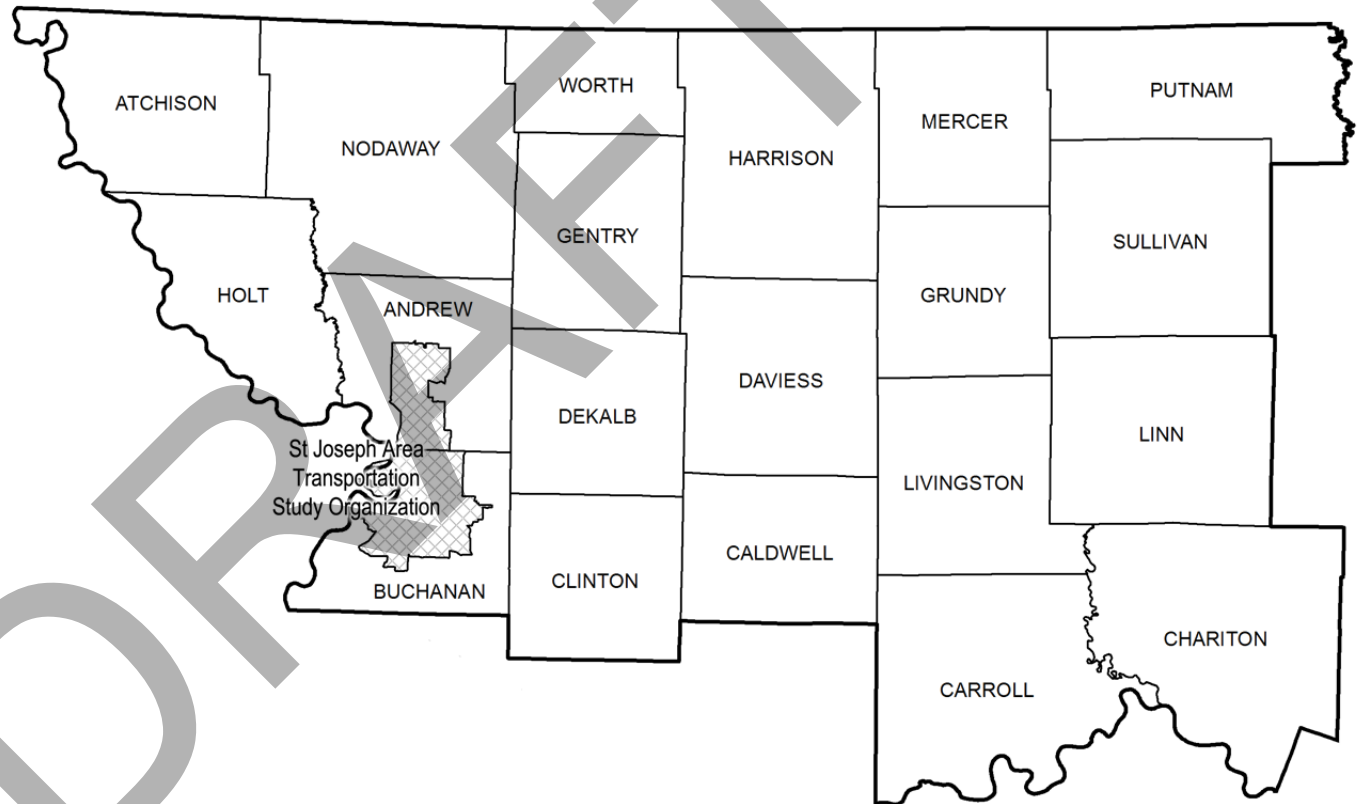 WORTH
PUTNAM
ATCHISON
MERCER
NODAWAY
HARRISON
GENTRY
SULLIVAN
HOLT
GRUNDY
ANDREW
DAVIESS
DEKALB
LINN
St Joseph Area
Transportation
Study Organization
LIVINGSTON
CALDWELL
CLINTON
BUCHANAN
CHARITON
CARROLL
DRAFT